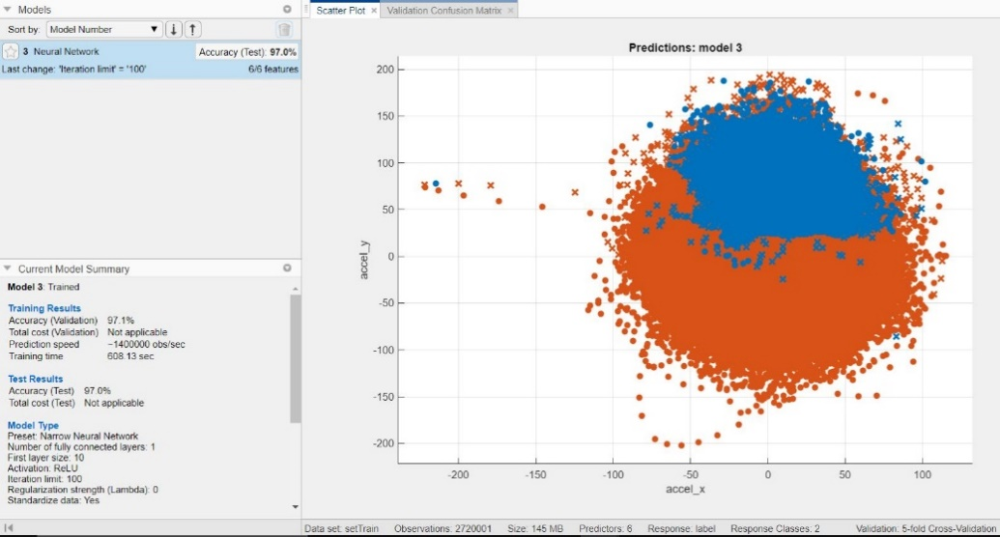 Models
Sort by: Model Number
3 Neural Network Accuracy (Test): 97.0%
Last change: 'Iteration limit' = '100' 6/6 features
Current Model Summary
Model 3: Trained
Training Results
Accuracy (Validation) 97.1%
Total cost (Validation) Not applicable
Prediction speed ~1400000 obs/sec
Training time 608.13 sec
Test Results
Accuracy (Test) 97.0%
Total cost (Test) Not applicable
Model Type
Preset: Narrow Neural Network
Number of fully connected layers: 1
First layer size: 10
Activation: ReLU
Iteration limit: 100
Regularization strength (Lambda): 0
Standardize data: Yes
Scatter Plot Validation Confusion Matrix
Predictions: model 3
200
150
100
50
0
-50
-100
-150
-200
accel_y
-200 -150 -100 -50 0 50 100
accel_x
Data set: setTrain Observations: 2720001 Size: 145 MB Predictors: 6 Response: label Response Classes: 2 Validation: 5-fold Cross-Validation